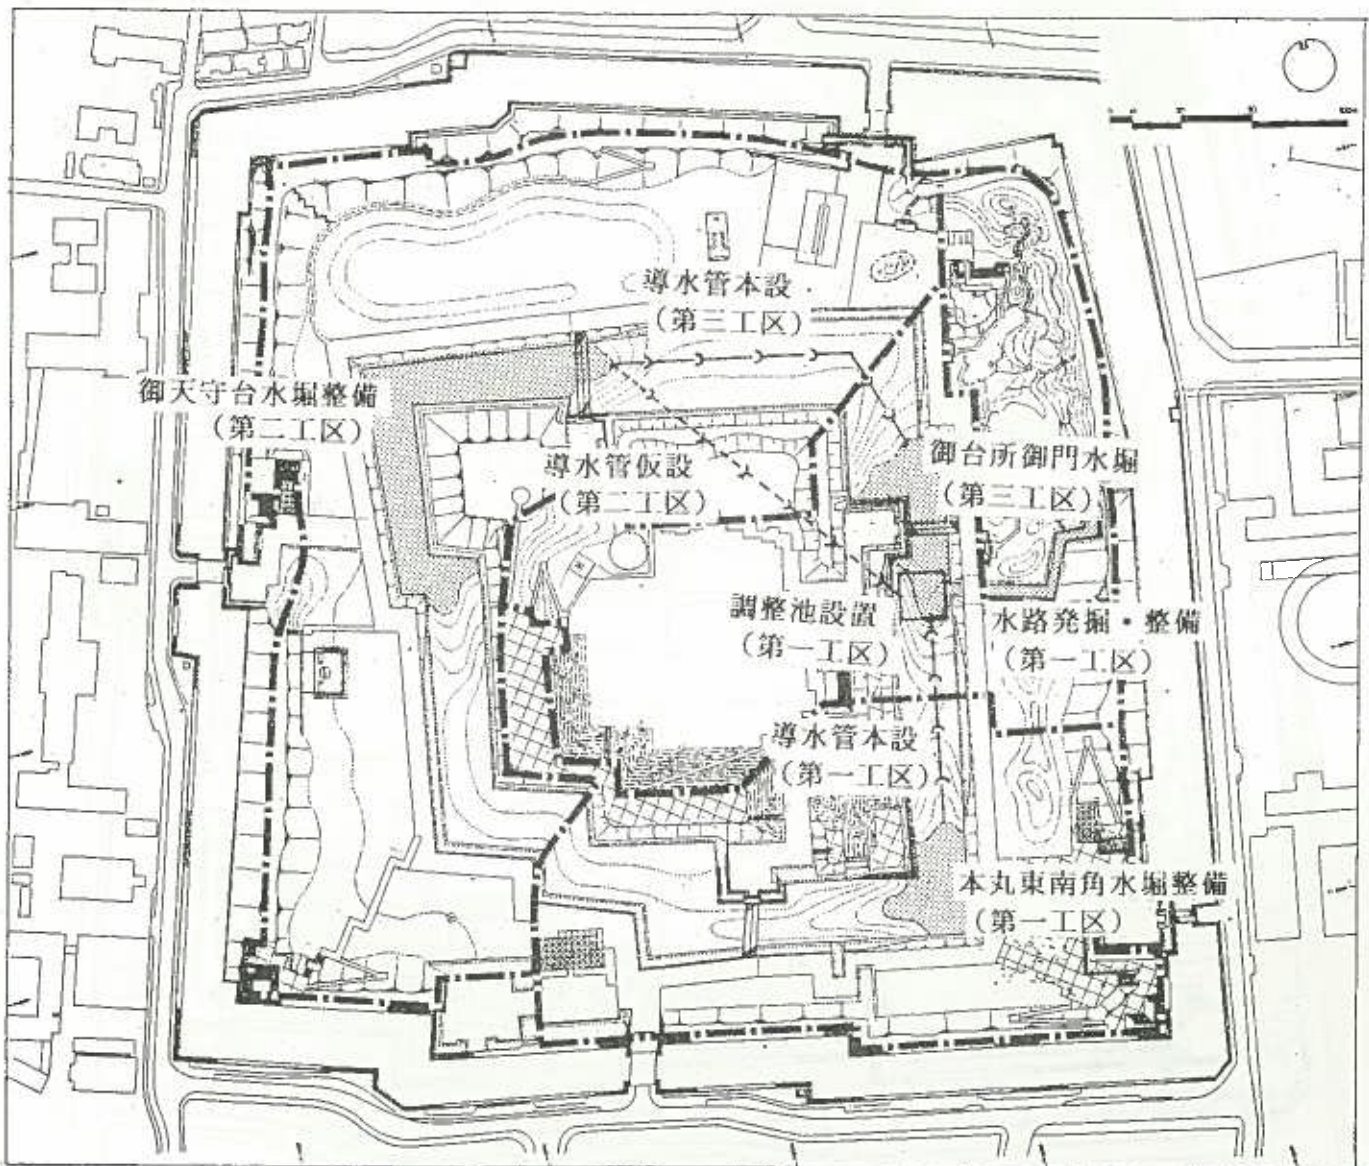 導水管本設
(第三工区)
御天守台水堀整備
(第二工区)
導水管仮設
(第二工区)
御台所御門水堀
(第三工区)
調整池設置
(第一工区)
水路発掘・整備
(第一工区)
導水管本設
(第一工区)
本丸東南角水堀整備
(第一工区)